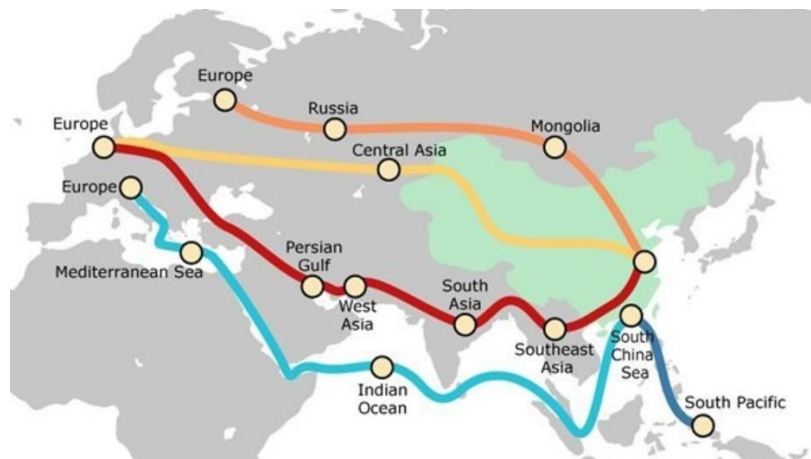 Europe
Russia
Europe
Mongolia
Central Asia
Europe
Mediterranean Sea
Persian
Gulf
West
Asia
South
Asia
Southeast
Asia
South
China
Sea
Indian
Ocean
South Pacific